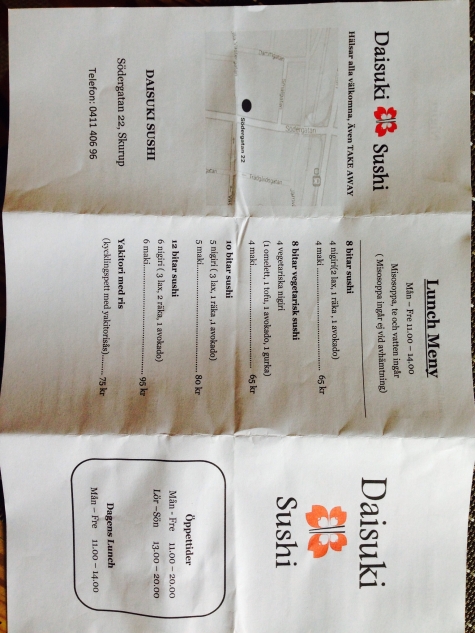 Daisuki Sushi
Hälsar alla välkomna, Även TAKE AWAY
Södergatan
Södergatan 22
Trädgårdsgatan
DAISUKI SUSHI
Södergatan 22, Skurup
Telefon: 0411 406 96
Lunch Meny
Mån – Fre 11.00 – 14.00
Misosoppa, te och vatten ingår
( Misosoppa ingår ej vid avhämtning)
8 bitar sushi
4 nigiri( 2 lax, 1 räka , 1 avokado)
4 maki.......................................... 65 kr
8 bitar vegetarisk sushi
4 vegetariska nigiri
(1 omelett, 1 tofu, 1 avokado, 1 gurka)
4 maki.......................................... 65 kr
10 bitar sushi
5 nigiri ( 3 lax, 1 räka ,1 avokado)
5 maki.......................................... 80 kr
12 bitar sushi
6 nigiri ( 3 lax, 2 räka, 1 avokado)
6 maki.......................................... 95 kr
Yakitori med ris
(kycklingspett med yakitorisås)........ 75 kr
Daisuki
Sushi
Öppettider
Mån - Fre 11.00 – 20.00
Lör –Sön 13.00 – 20.00
Dagens Lunch
Mån – Fre 11.00 – 14.00